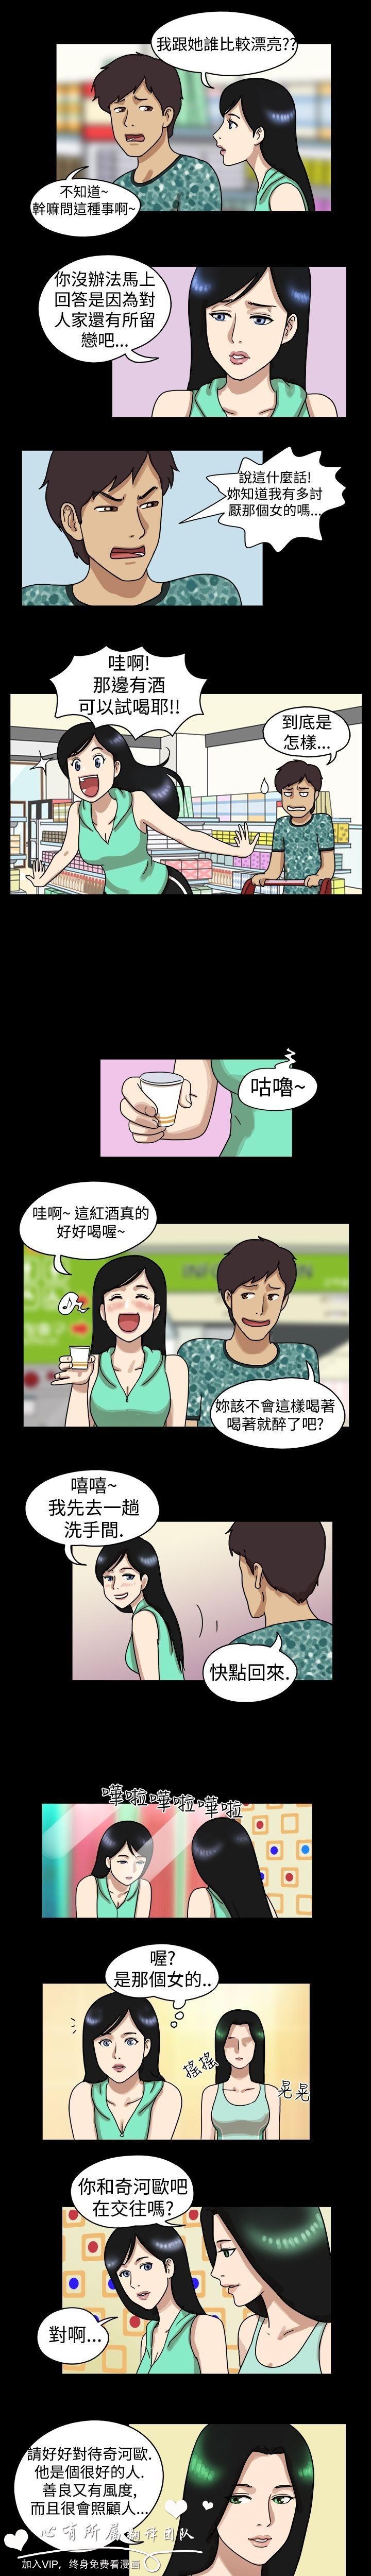 我跟她誰比較漂亮??
不知道~
幹嘛問這種事啊~
你沒辦法馬上
回答是因為對
人家還有所留
戀吧...
說這什麼話!
妳知道我有多討
厭那個女的嗎...
哇啊!
那邊有酒
可以試喝耶!!
到底是
怎樣...
咕嚕~
哇啊~ 這紅酒真的
好好喝喔~
妳該不會這樣喝著
喝著就醉了吧?
嘻嘻~
我先去一趟
洗手間.
快點回來.
嘩啦嘩啦嘩啦
喔?
是那個女的..
搖搖
晃晃
你和奇河歐吧
在交往嗎?
對啊...
請好好對待奇河歐.
他是個很好的人.
善良又有風度,
而且很會照顧人...
心有所属翻译团队
加入VIP，终身免费看漫画